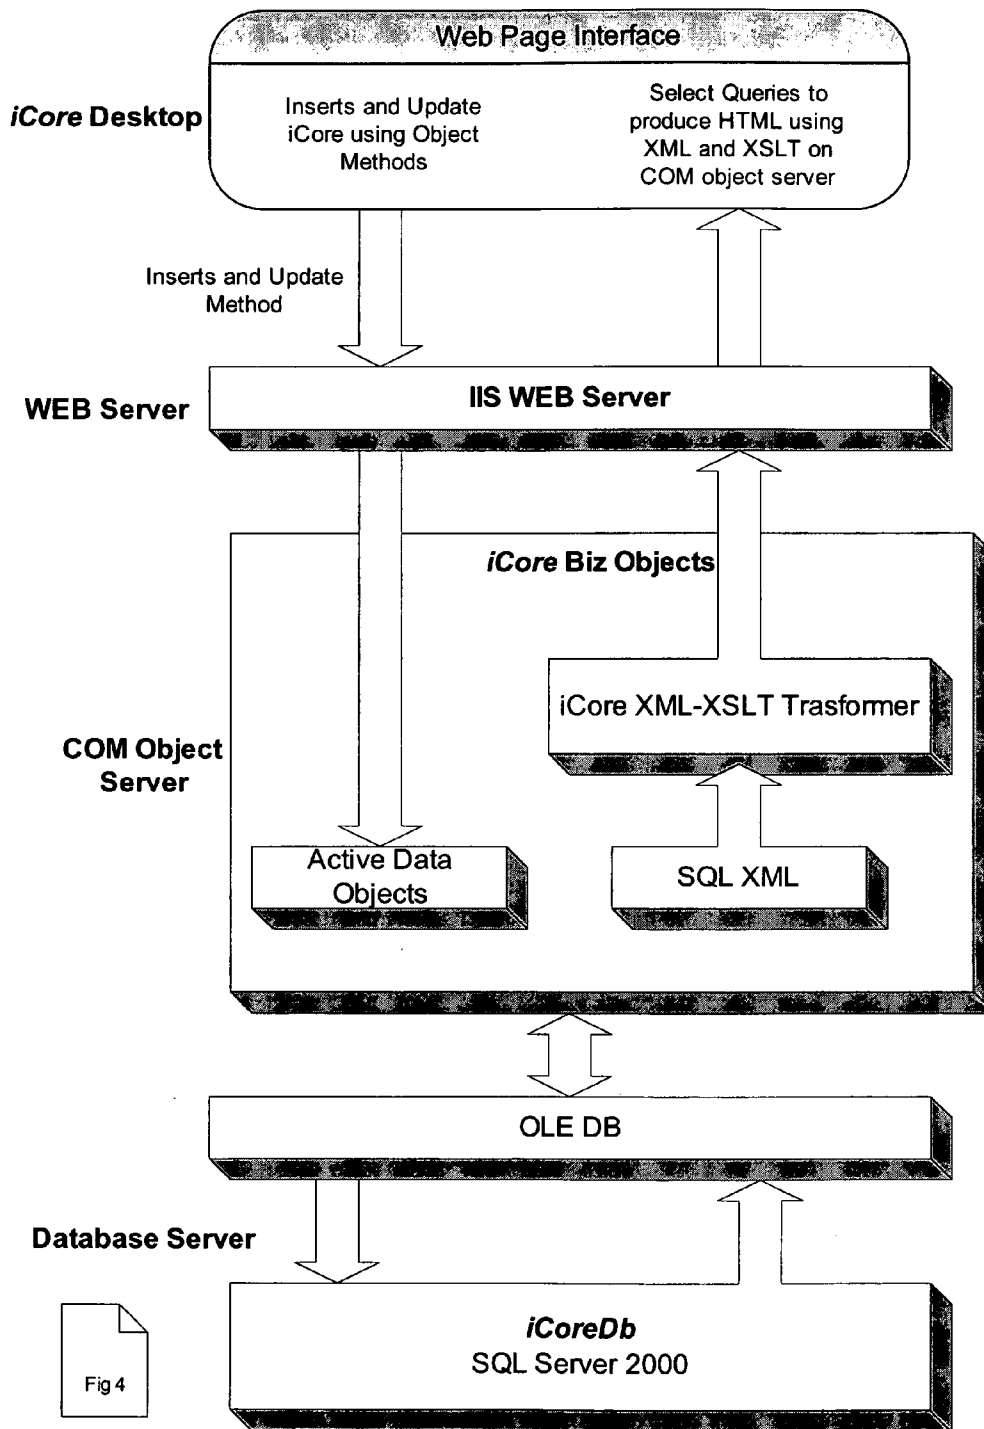 Web Page Interface
iCore Desktop
Inserts and Update
iCore using Object
Methods
Select Queries to
produce HTML using
XML and XSLT on
COM object server
Inserts and Update
Method
WEB Server
IIS WEB Server
iCore Biz Objects
iCore XML-XSLT Trasformer
COM Object
Server
Active Data
Objects
SQL XML
OLE DB
Database Server
iCoreDb
SQL Server 2000
Fig 4